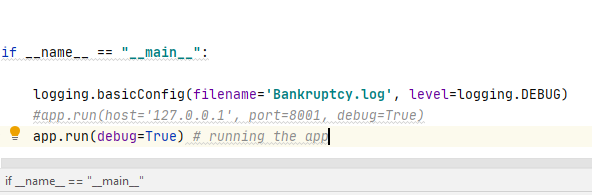 if __name__ == "__main__":
logging.basicConfig(filename='Bankruptcy.log', level=logging.DEBUG)
#app.run(host='127.0.0.1', port=8001, debug=True)
app.run(debug=True) # running the app
if __name__ == "__main__"